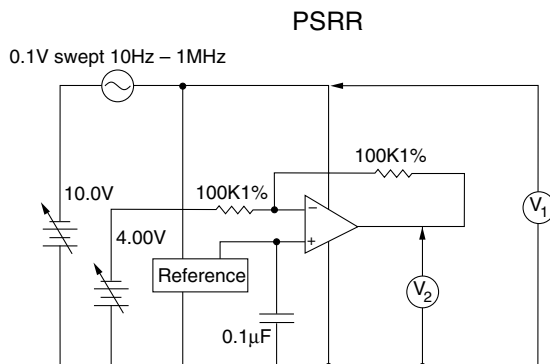 PSRR
0.1V swept 10Hz – 1MHz
100K1%
10.0V
100K1%
4.00V
V1
Reference
V2
0.1µF